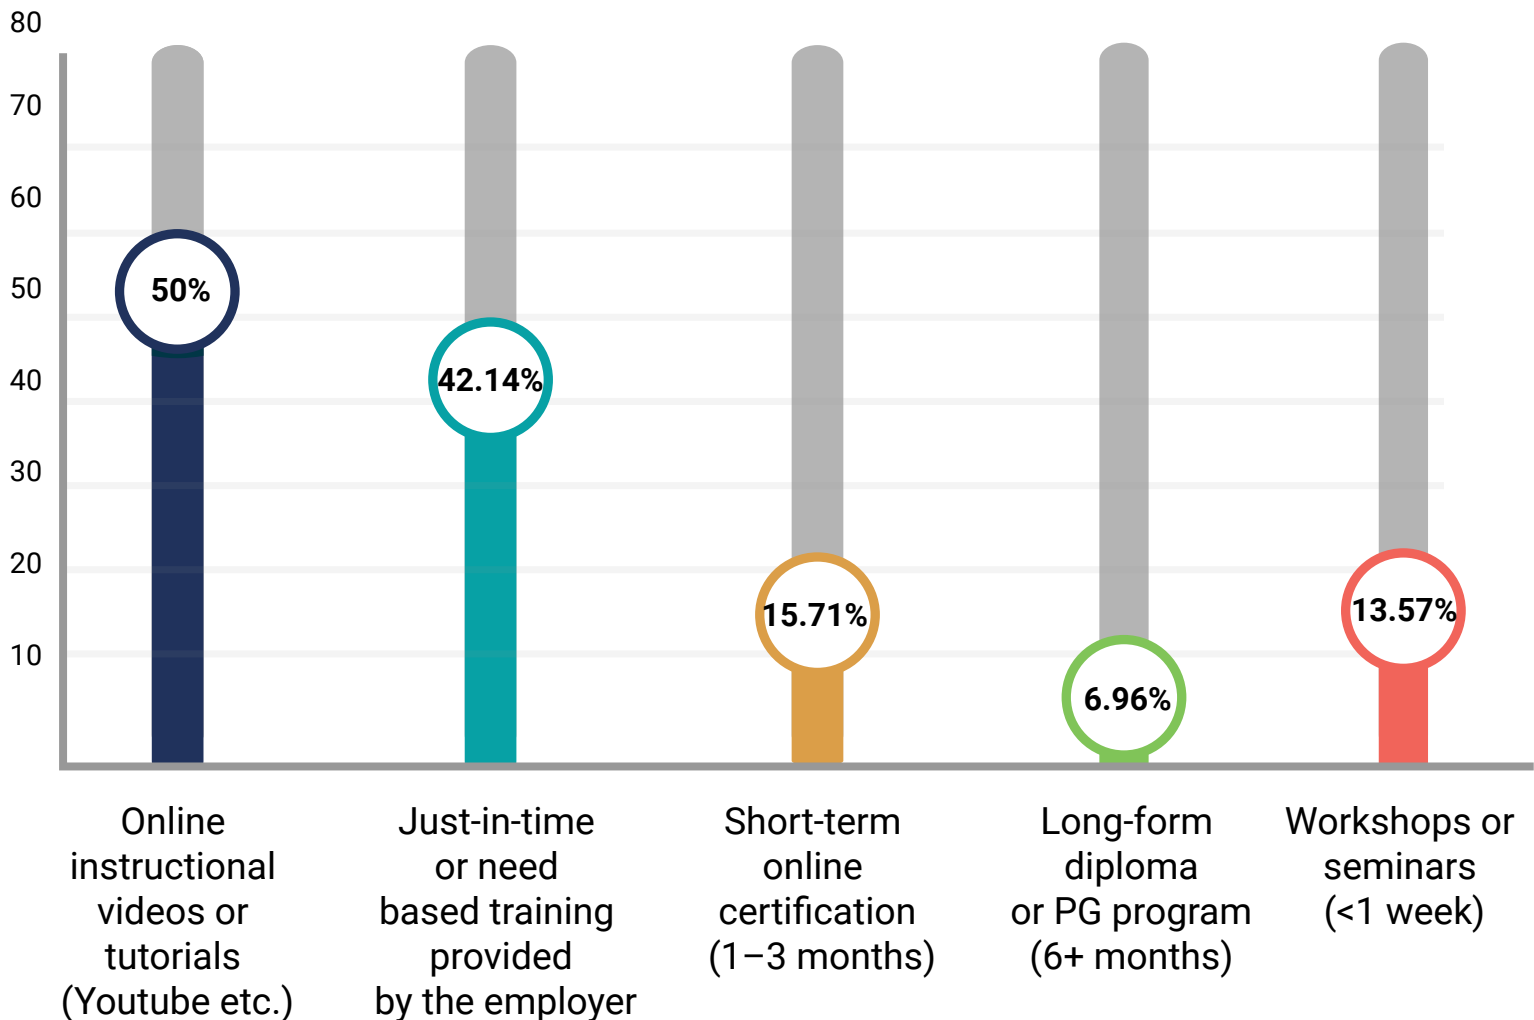 80
70
60
50
40
30
20
10
50%
42.14%
15.71%
6.96%
13.57%
Online
instructional
videos or
tutorials
(Youtube etc.)
Just-in-time
or need
based training
provided
by the employer
Short-term
online
certification
(1–3 months)
Long-form
diploma
or PG program
(6+ months)
Workshops or
seminars
(<1 week)